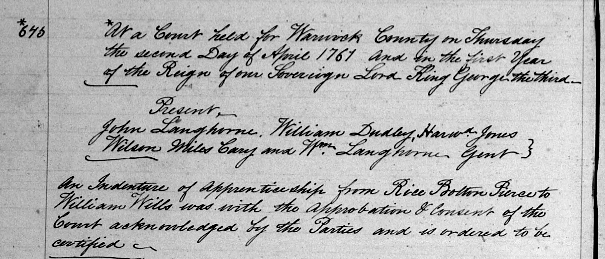 *646 *At a Court held for Warwick County on Thursday
the second Day of April 1761 And in the first Year
of the Reign of our Sovereign Lord King George the third—
Present,
John Langhorne, William Dudley, Harwd. Jones
Wilson Miles Cary and Wm. Langhorne Gent }
An Indenture of Apprenticeship from Rice Bolton Pierce to
William Wills was with the Approbation & Consent of the
Court acknowledged by the Parties and is ordered to be
certified